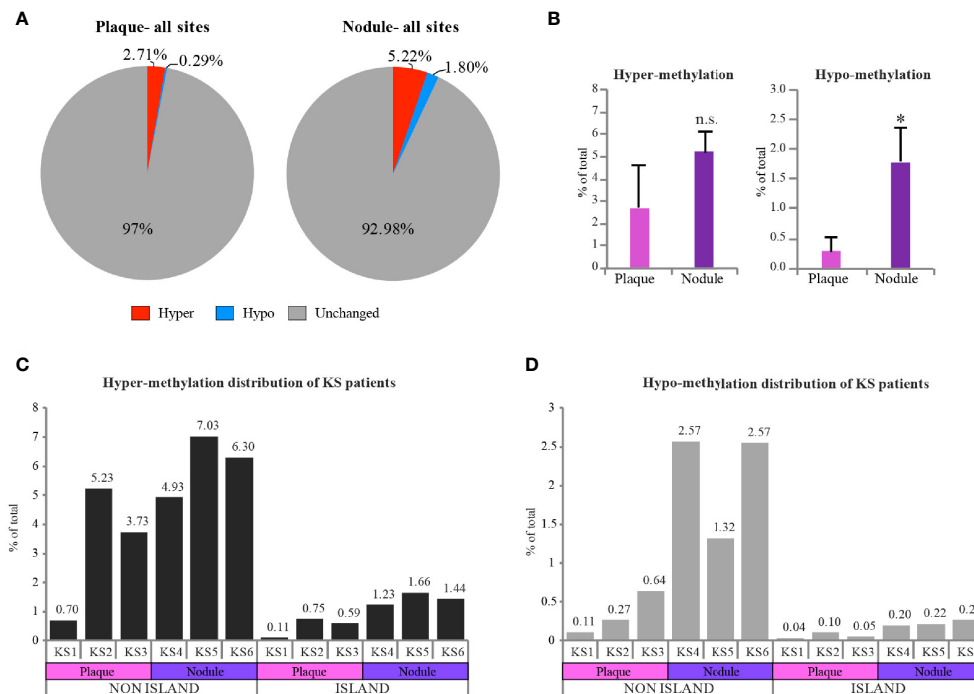 A
Plaque- all sites
Nodule- all sites
2.71%
0.29%
5.22%
1.80%
97%
92.98%
Hyper
Hypo
Unchanged
B
Hyper-methylation
Hypo-methylation
% of total
8
7
6
5
4
3
2
1
0
n.s.
Plaque
Nodule
% of total
3.0
2.5
2.0
1.5
1.0
0.5
0.0
*
Plaque
Nodule
C
Hyper-methylation distribution of KS patients
% of total
8
7
6
5
4
3
2
1
0
0.70
5.23
3.73
4.93
7.03
6.30
0.11
0.75
0.59
1.23
1.66
1.44
KS1 KS2 KS3 KS4 KS5 KS6 KS1 KS2 KS3 KS4 KS5 KS6
Plaque Nodule Plaque Nodule
NON ISLAND ISLAND
D
Hypo-methylation distribution of KS patients
% of total
3
2.5
2
1.5
1
0.5
0
0.11
0.27
0.64
2.57
1.32
2.57
0.04
0.10
0.05
0.20
0.22
KS1 KS2 KS3 KS4 KS5 KS6 KS1 KS2 KS3 KS4 KS5
Plaque Nodule Plaque Nodule
NON ISLAND ISLAND